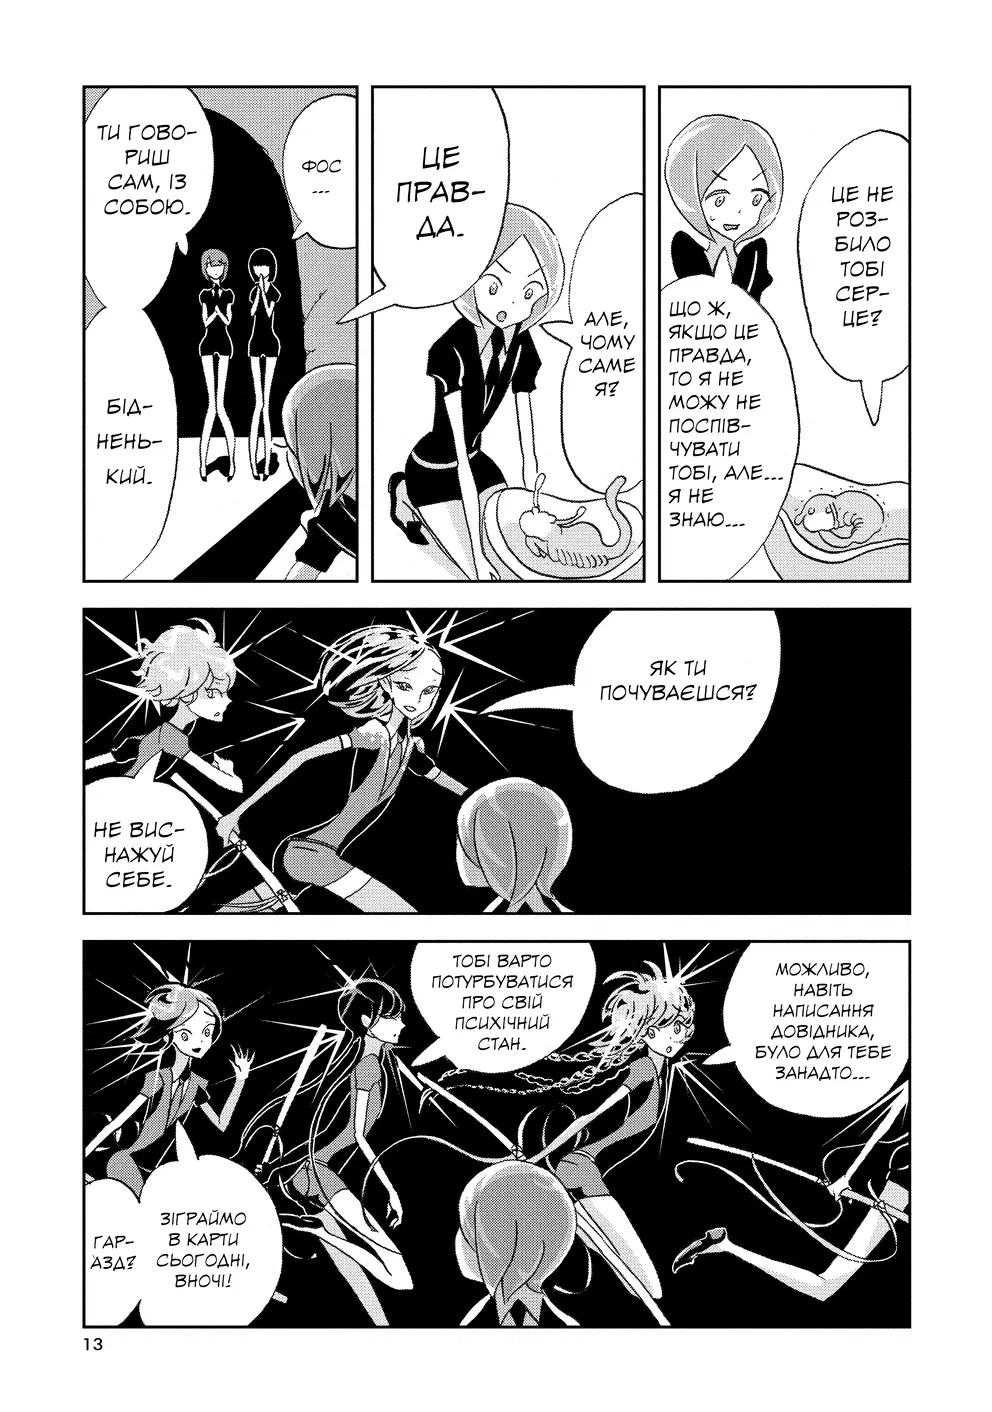 ЦЕ НЕ
РОЗ-
БИЛО
ТОБІ
СЕР-
ЦЕ?
ЩО Ж,
ЯКЩО ЦЕ
ПРАВДА,
ТО Я НЕ
МОЖУ НЕ
ПОСПІВ-
ЧУВАТИ
ТОБІ, АЛЕ...
Я НЕ
ЗНАЮ...
ЦЕ
ПРАВ-
ДА.
АЛЕ,
ЧОМУ
САМЕ
Я?
ФОС
...
ТИ ГОВО-
РИШ
САМ, ІЗ
СОБОЮ.
БІД-
НЕНЬ-
КИЙ.
ЯК ТИ
ПОЧУВАЄШСЯ?
НЕ ВИС-
НАЖУЙ
СЕБЕ.
МОЖЛИВО,
НАВІТЬ
НАПИСАННЯ
ДОВІДНИКА,
БУЛО ДЛЯ ТЕБЕ
ЗАНАДТО...
ТОБІ ВАРТО
ПОТУРБУВАТИСЯ
ПРО СВІЙ
ПСИХІЧНИЙ
СТАН.
ЗІГРАЙМО
В КАРТИ
СЬОГОДНІ,
ВНОЧІ!
ГАР-
АЗД?
13